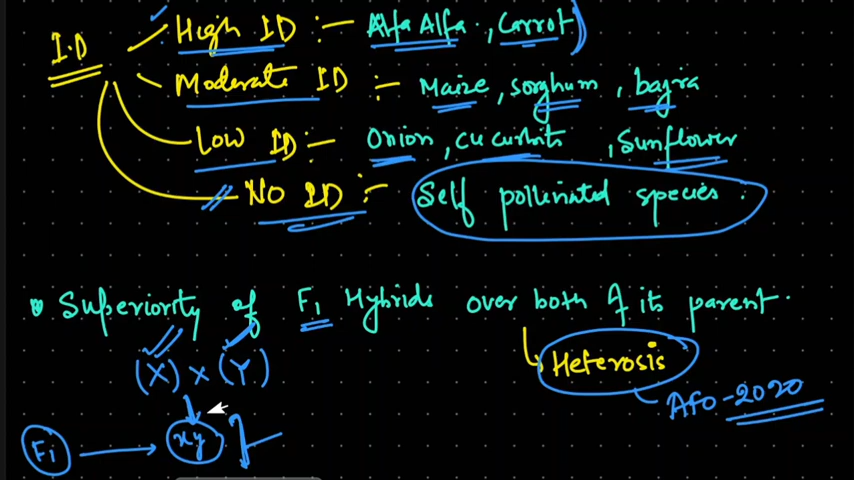 I.D
High ID :- Alfa Alfa , Carrot
Moderate ID :- Maize, sorghum, bajra
Low ID :- Onion, cucurbits, Sunflower
No ID :- Self pollinated species.
Superiority of F1 Hybrids over both of its parent.
Heterosis
(X) x (Y)
Afo-2020
F1
xy